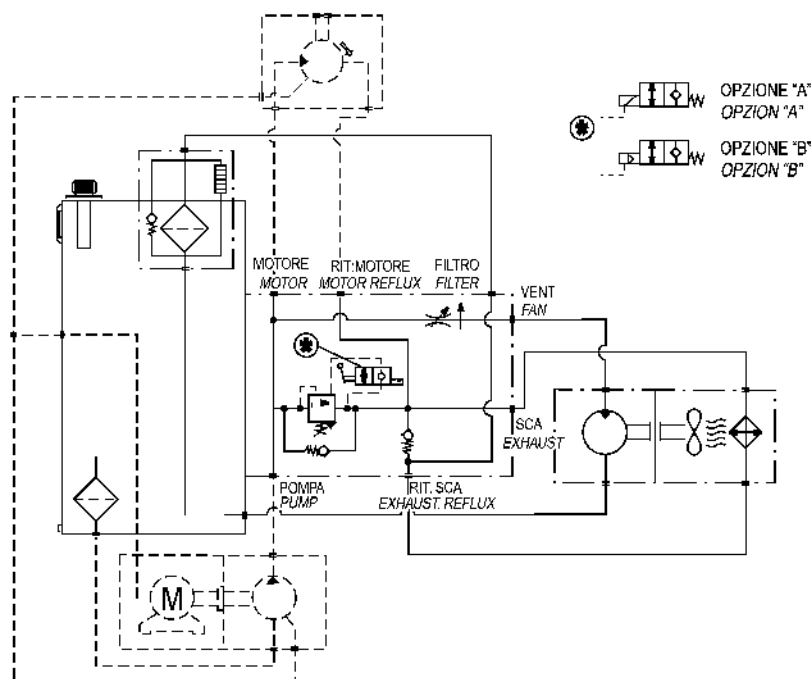 OPZIONE "A"
OPZION "A"
OPZIONE "B"
OPZION "B"
MOTORE
MOTOR
RIT:MOTORE
MOTOR REFLUX
FILTRO
FILTER
VENT
FAN
SCA
EXHAUST
POMPA
PUMP
RIT. SCA
EXHAUST. REFLUX
M